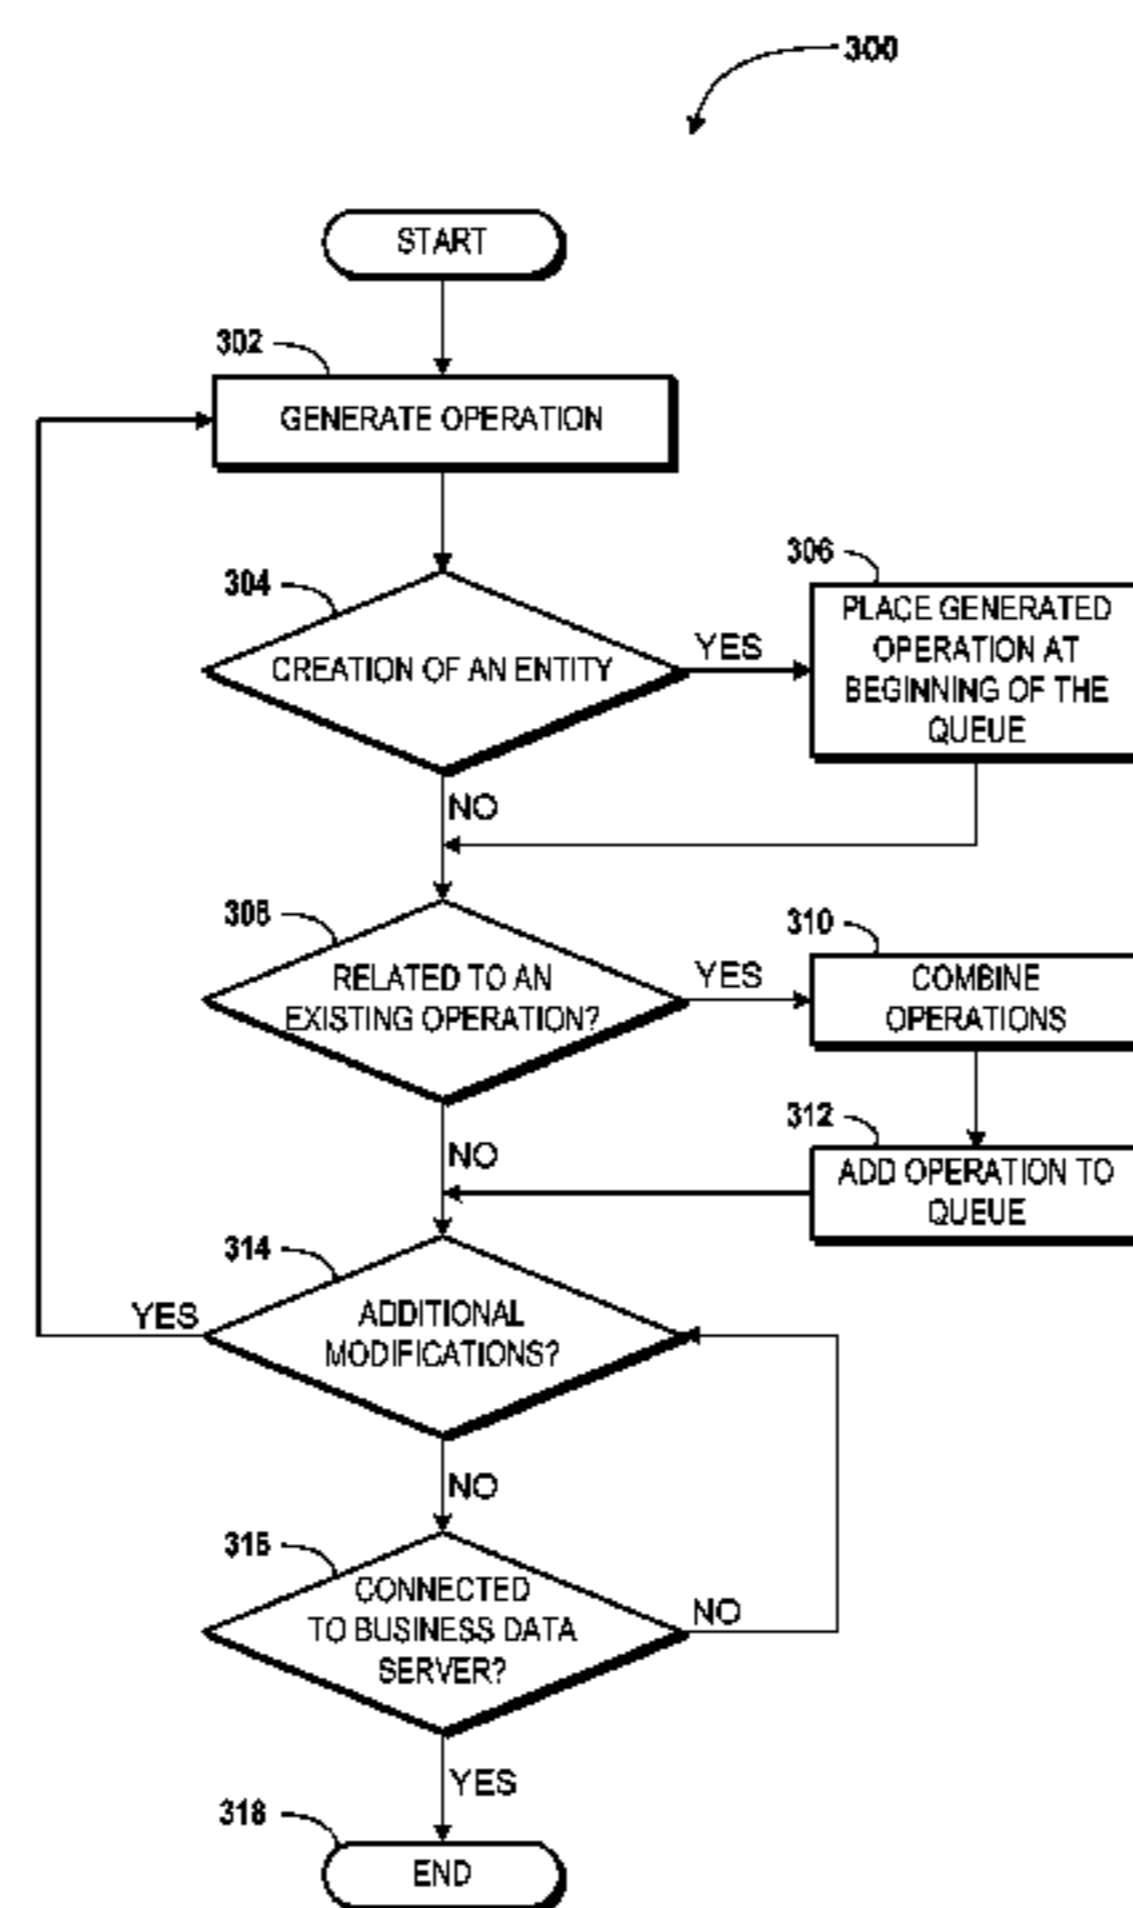 300
START
302
GENERATE OPERATION
304
CREATION OF AN ENTITY
YES
306
PLACE GENERATED
OPERATION AT
BEGINNING OF THE
QUEUE
NO
308
RELATED TO AN
EXISTING OPERATION?
YES
310
COMBINE
OPERATIONS
312
ADD OPERATION TO
QUEUE
NO
314
ADDITIONAL
MODIFICATIONS?
YES
NO
316
CONNECTED
TO BUSINESS DATA
SERVER?
NO
YES
318
END